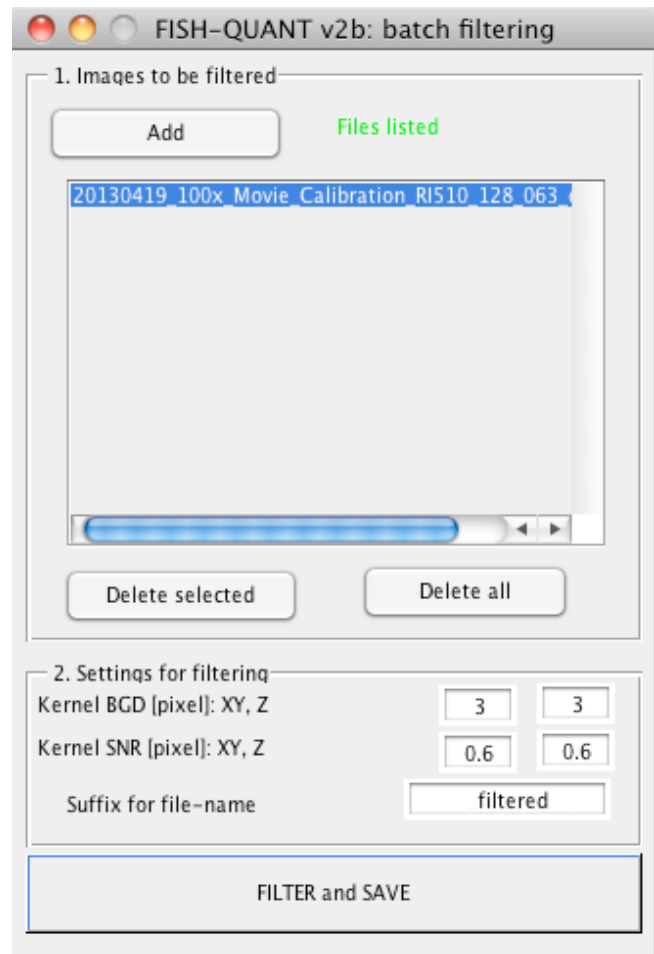 FISH-QUANT v2b: batch filtering
1. Images to be filtered
Add
Files listed
20130419_100x_Movie_Calibration_RI510_128_063_
Delete selected
Delete all
2. Settings for filtering
Kernel BGD [pixel]: XY, Z 3 3
Kernel SNR [pixel]: XY, Z 0.6 0.6
Suffix for file-name filtered
FILTER and SAVE